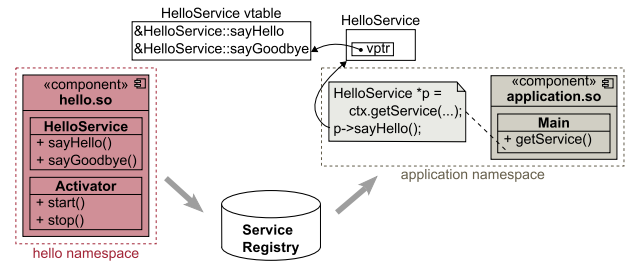 HelloService vtable
&HelloService::sayHello
&HelloService::sayGoodbye
HelloService
vptr
«component»
hello.so
HelloService
+ sayHello()
+ sayGoodbye()
Activator
+ start()
+ stop()
hello namespace
Service
Registry
HelloService *p =
ctx.getService(...);
p->sayHello();
«component»
application.so
Main
+ getService()
application namespace